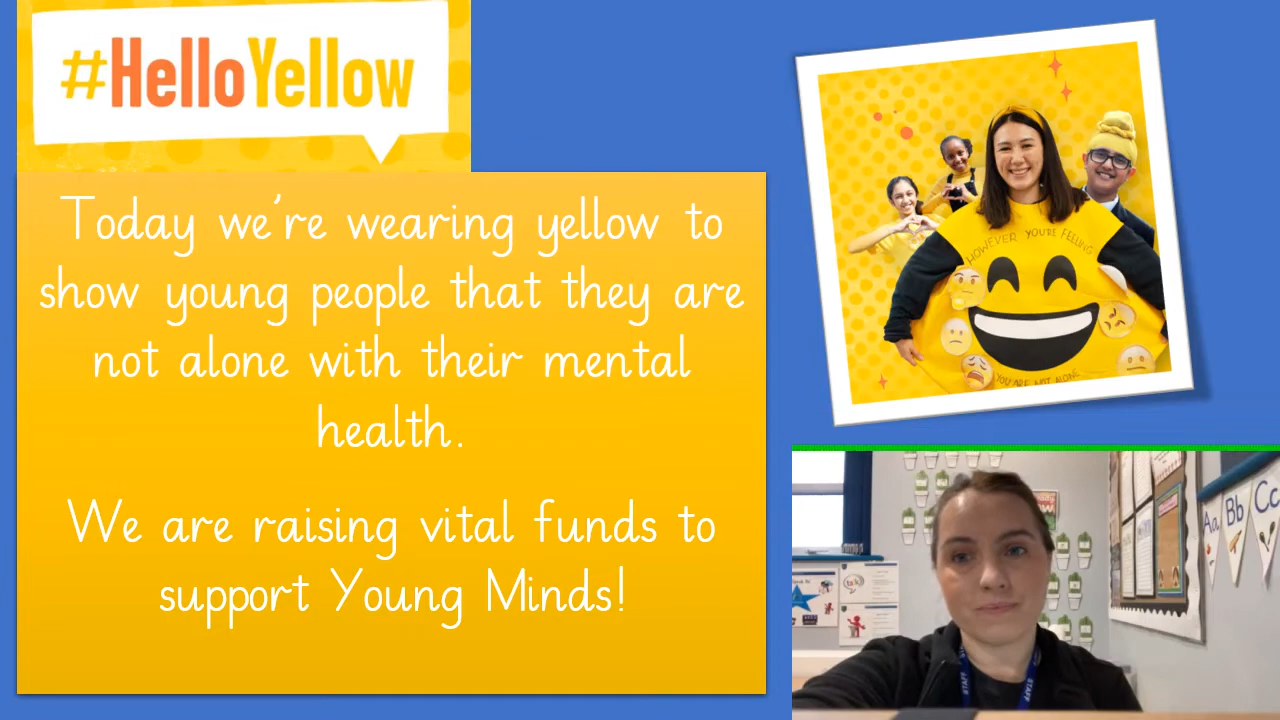 #HelloYellow
Today we're wearing yellow to
show young people that they are
not alone with their mental
health.
We are raising vital funds to
support Young Minds!
HOWEVER YOU'RE FEELING
YOU ARE NOT ALONE
Aa Bb Cc
STAFF STAFF